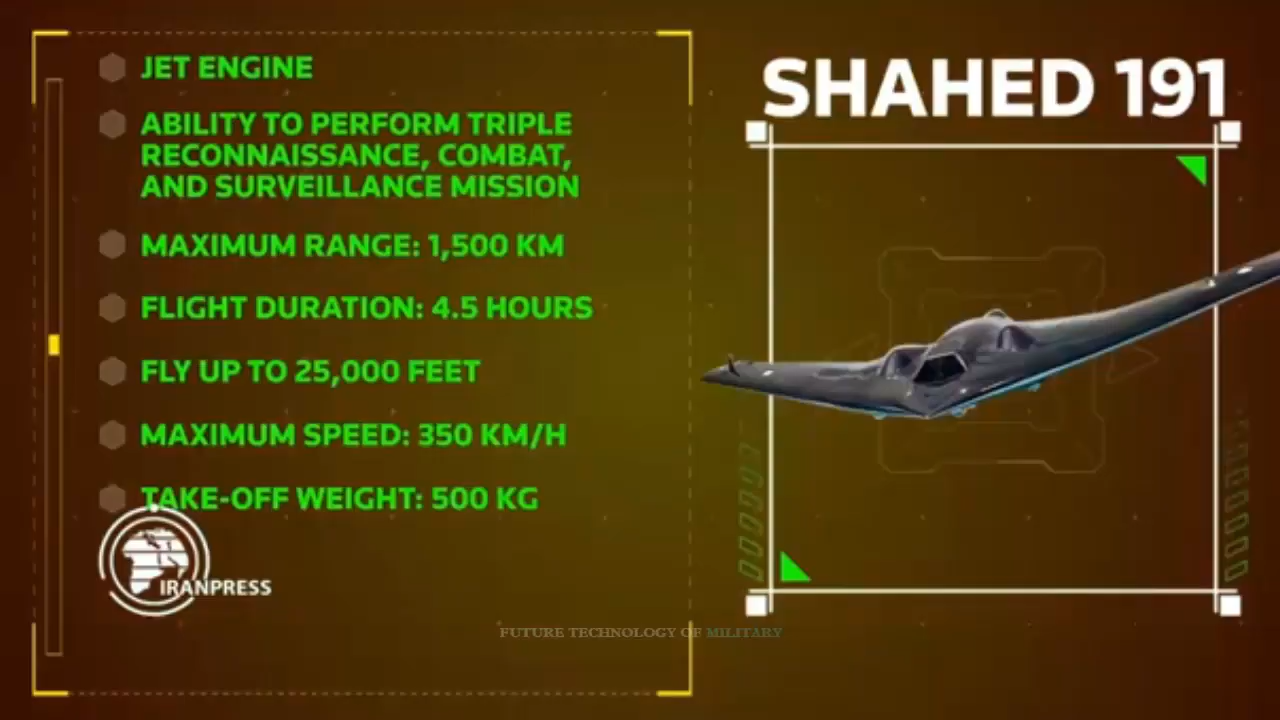 SHAHED 191
JET ENGINE
ABILITY TO PERFORM TRIPLE
RECONNAISSANCE, COMBAT,
AND SURVEILLANCE MISSION
MAXIMUM RANGE: 1,500 KM
FLIGHT DURATION: 4.5 HOURS
FLY UP TO 25,000 FEET
MAXIMUM SPEED: 350 KM/H
TAKE-OFF WEIGHT: 500 KG
IRANPRESS
FUTURE TECHNOLOGY OF MILITARY